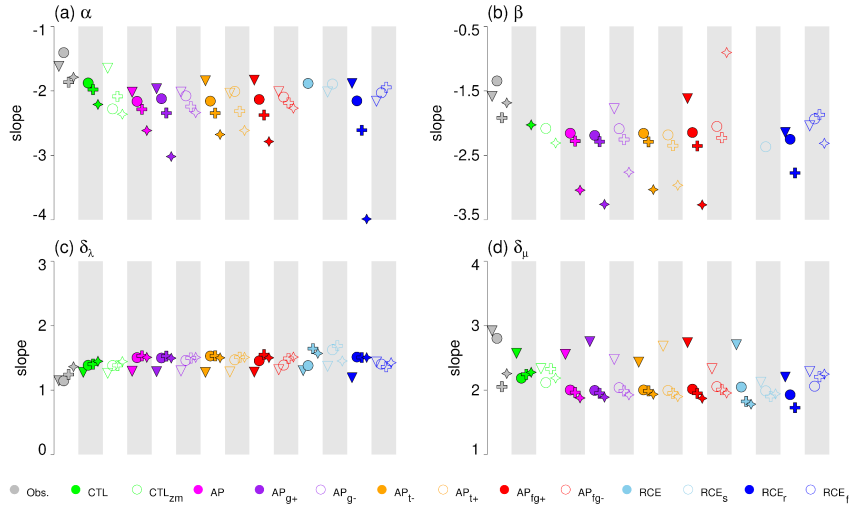 (a) α
-1
-2
-3
-4
slope
(b) β
-0.5
-1.5
-2.5
-3.5
slope
(c) δλ
3
2
1
0
slope
(d) δμ
4
3
2
1
slope
Obs. CTL CTLzm AP APg+ APg- APt- APt+ APfg+ APfg- RCE RCEs RCEr RCEf